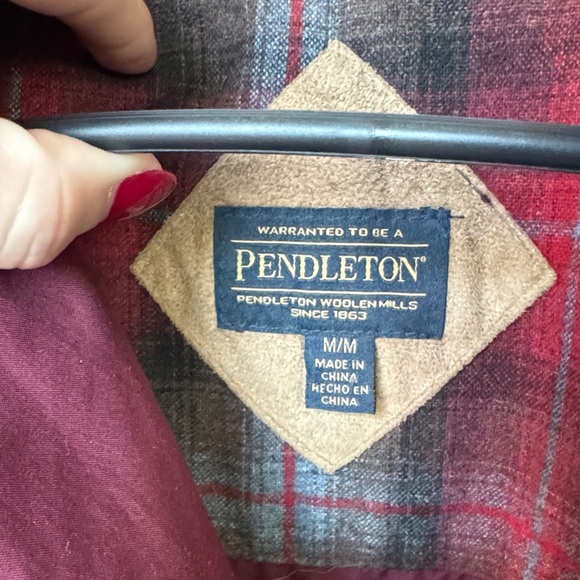 WARRANTED TO BE A
PENDLETON®
PENDLETON WOOLEN MILLS
SINCE 1863
M/M
MADE IN
CHINA
HECHO EN
CHINA